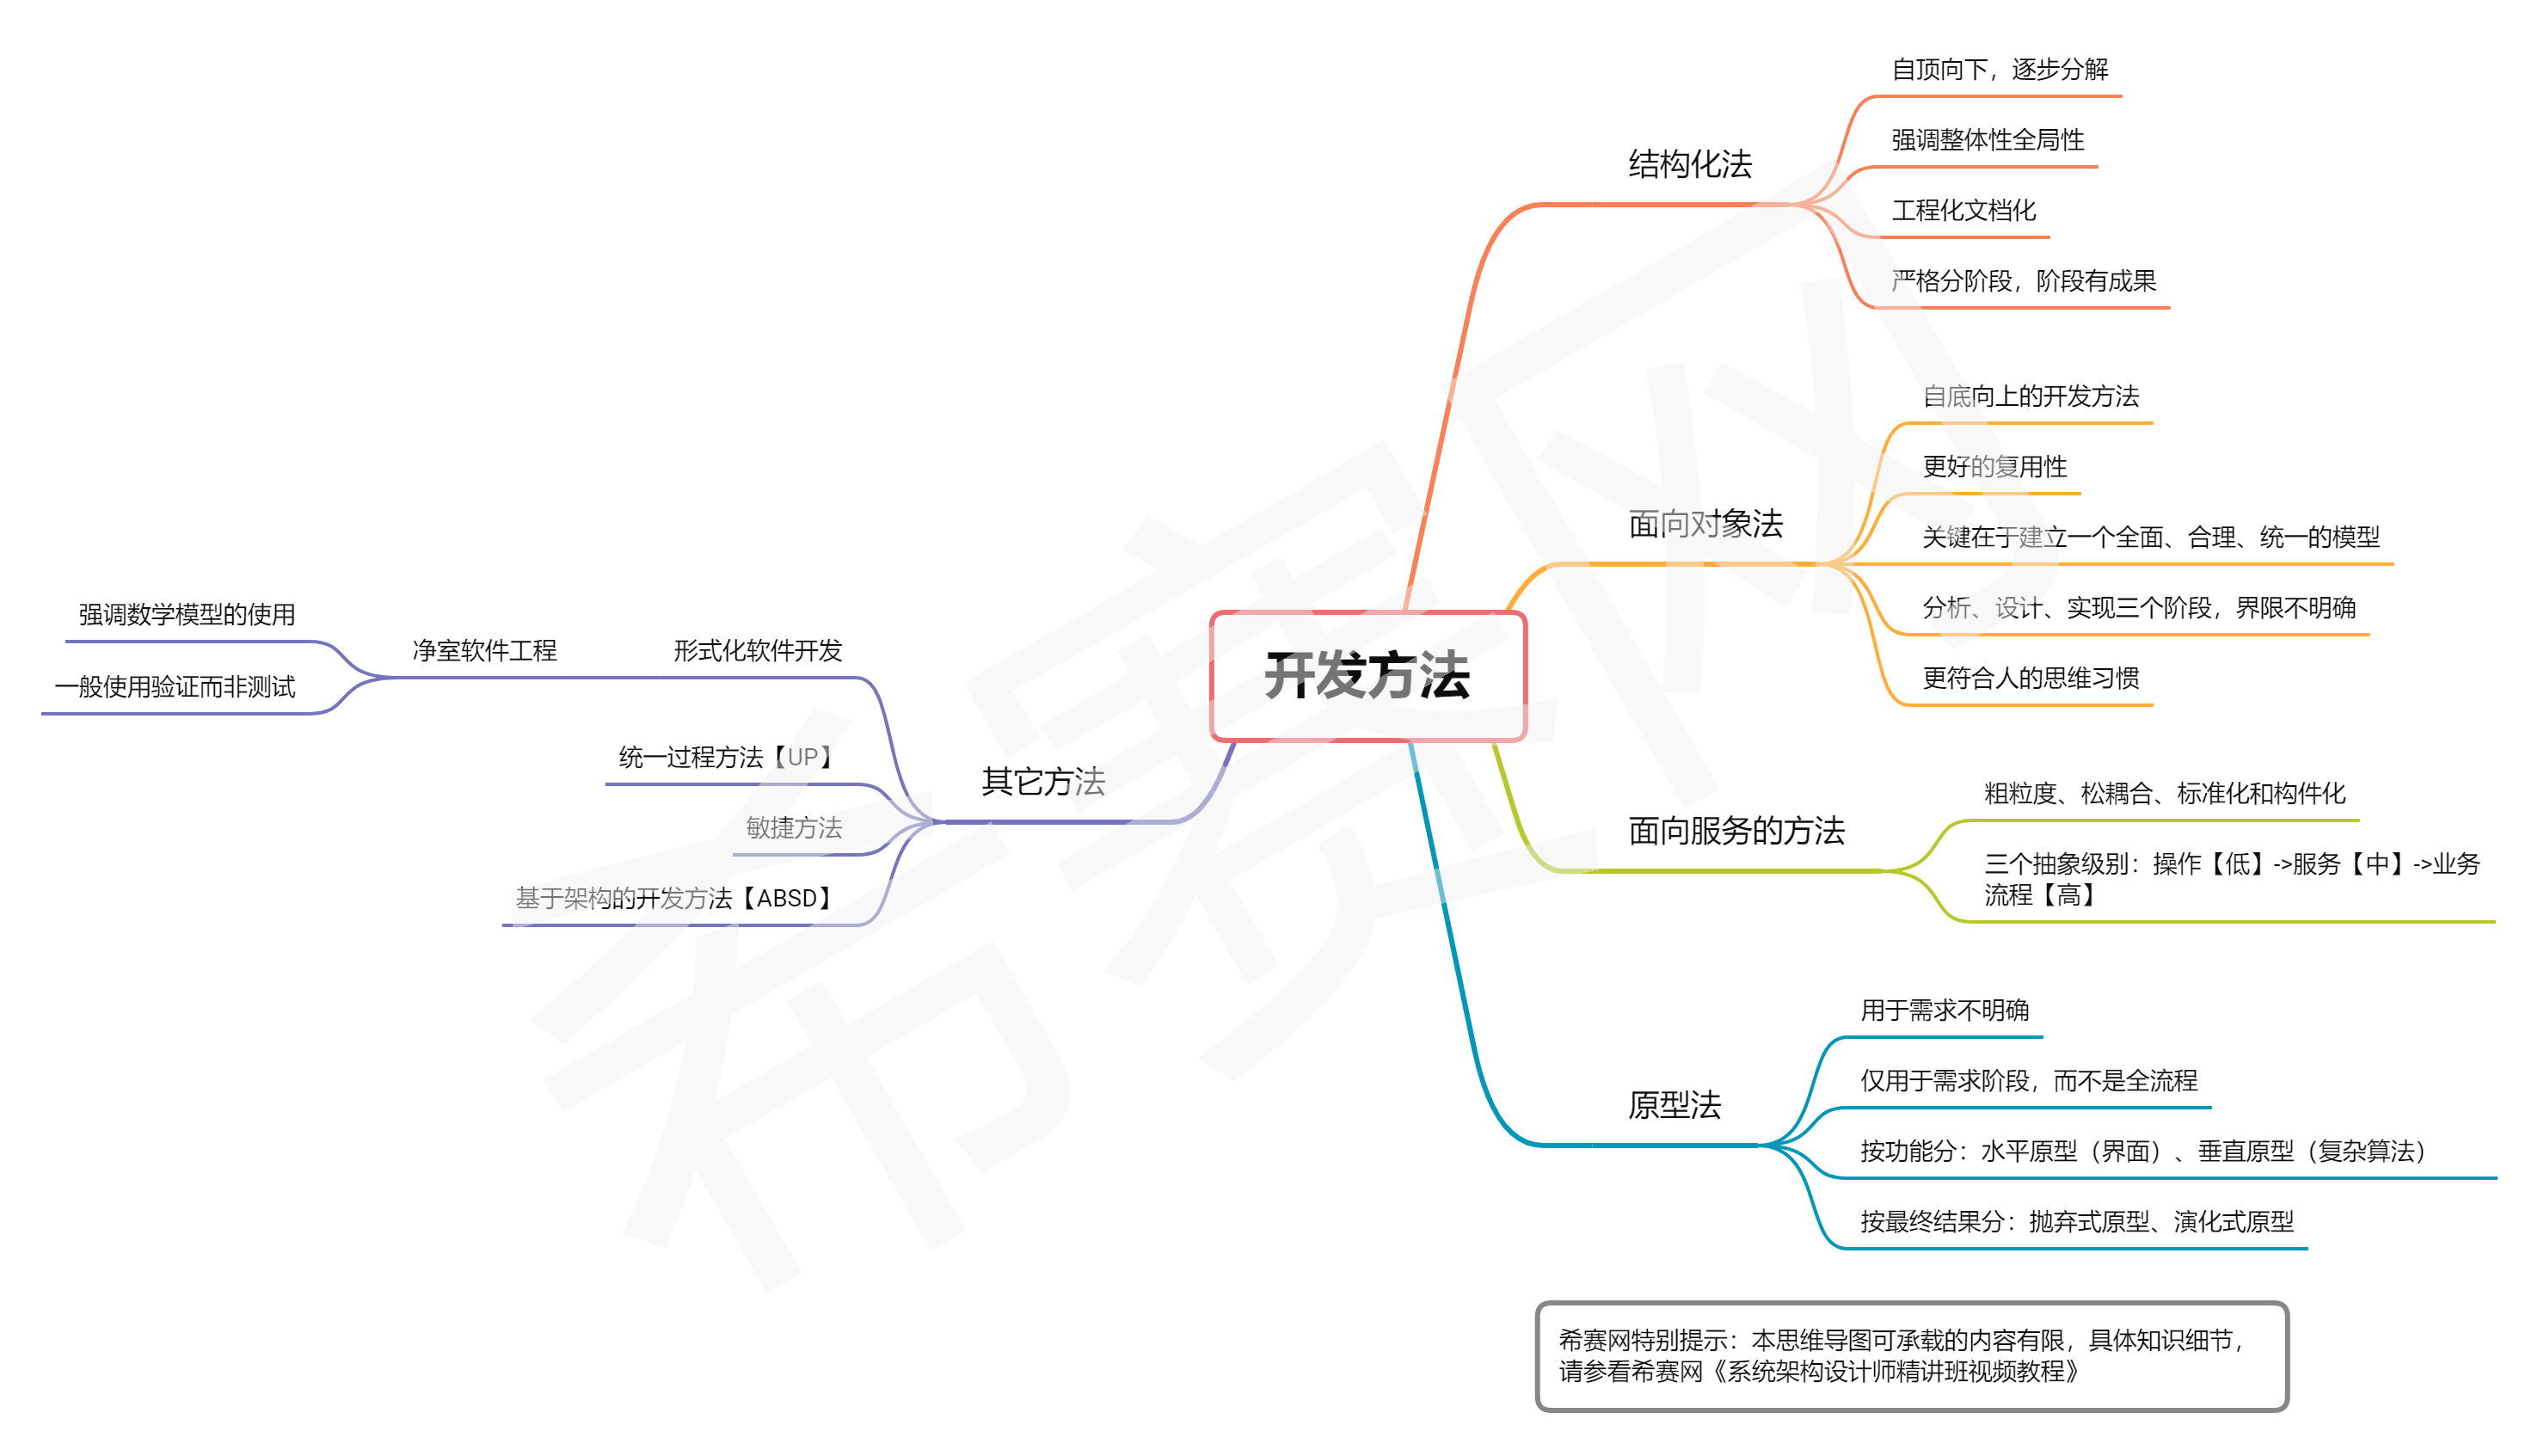 开发方法
结构化法
自顶向下，逐步分解
强调整体性全局性
工程化文档化
严格分阶段，阶段有成果
面向对象法
自底向上的开发方法
更好的复用性
关键在于建立一个全面、合理、统一的模型
分析、设计、实现三个阶段，界限不明确
更符合人的思维习惯
面向服务的方法
粗粒度、松耦合、标准化和构件化
三个抽象级别：操作【低】->服务【中】->业务
流程【高】
原型法
用于需求不明确
仅用于需求阶段，而不是全流程
按功能分：水平原型（界面）、垂直原型（复杂算法）
按最终结果分：抛弃式原型、演化式原型
其它方法
形式化软件开发
净室软件工程
强调数学模型的使用
一般使用验证而非测试
统一过程方法【UP】
敏捷方法
基于架构的开发方法【ABSD】
希赛网特别提示：本思维导图可承载的内容有限，具体知识细节，
请参看希赛网《系统架构设计师精讲班视频教程》
希赛网